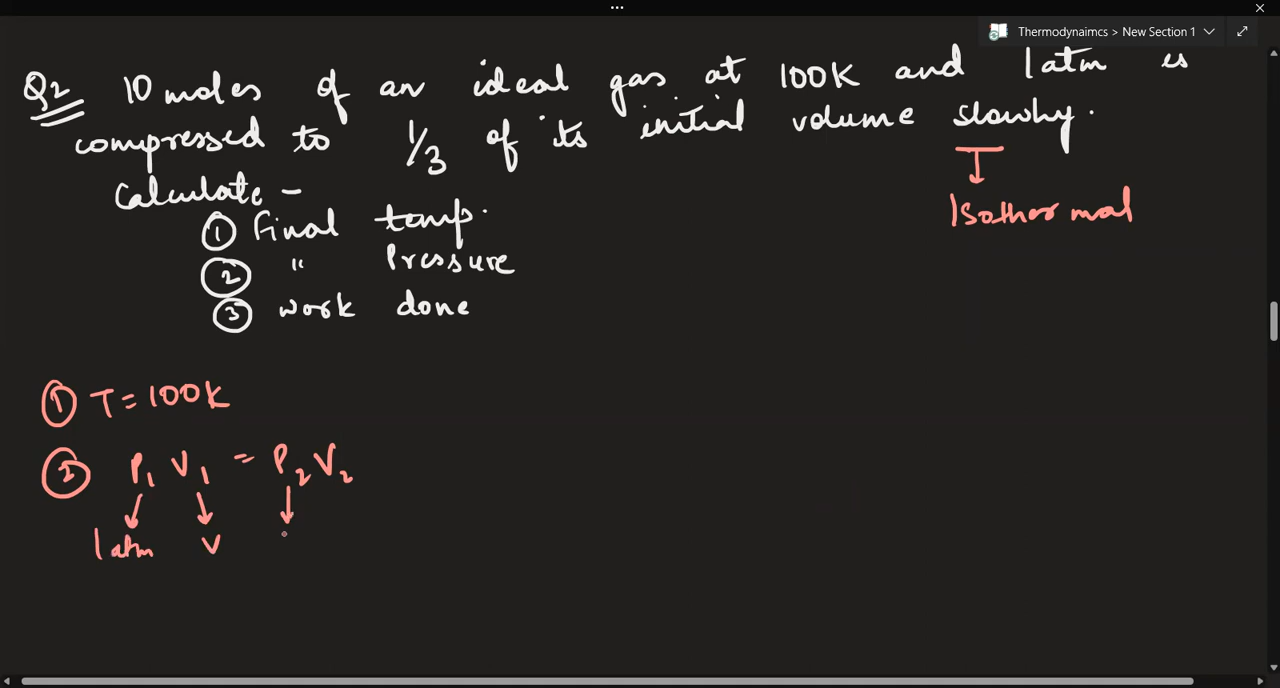 Thermodynaimcs > New Section 1
Q2 10 moles of an ideal gas at 100K and 1atm is
compressed to 1/3 of its initial volume slowly.
Isothermal
Calculate -
① Final temp.
② " Pressure
③ work done
① T = 100K
② P₁ V₁ = P₂ V₂
1 atm V